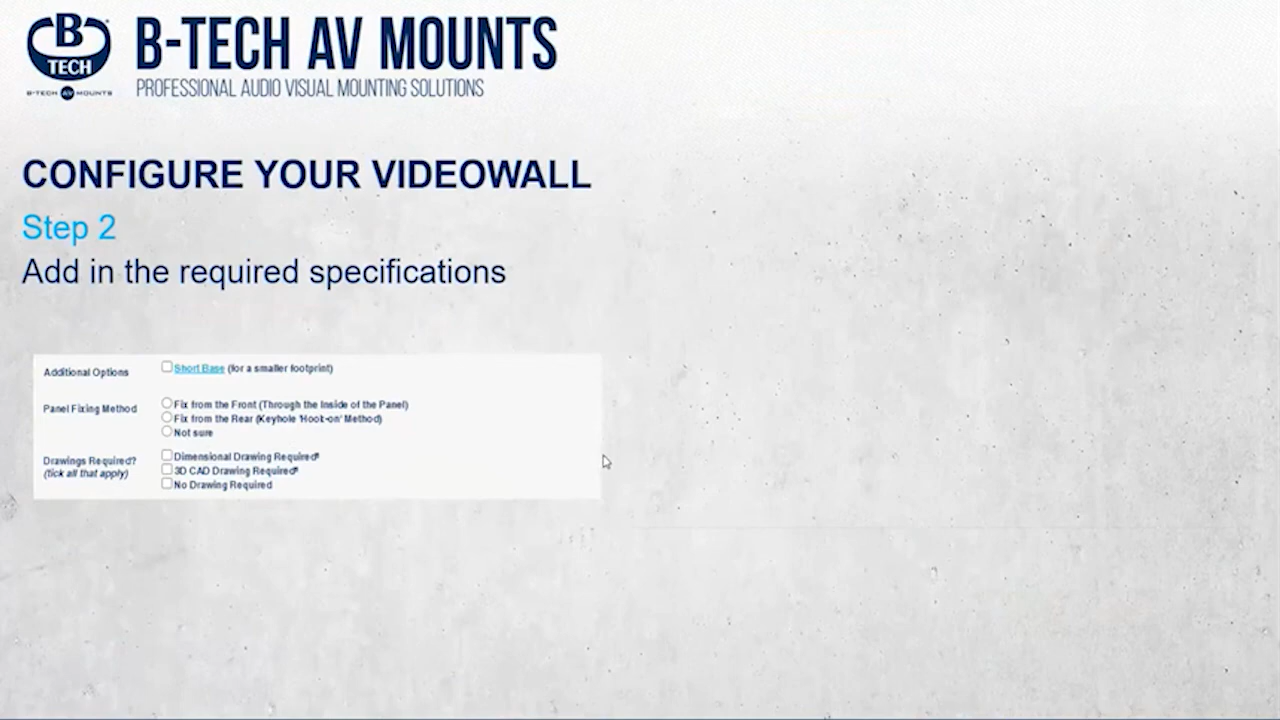 B
TECH
B-TECH AV MOUNTS
B-TECH AV MOUNTS
PROFESSIONAL AUDIO VISUAL MOUNTING SOLUTIONS
CONFIGURE YOUR VIDEOWALL
Step 2
Add in the required specifications
Additional Options
Short Base (for a smaller footprint)
Panel Fixing Method
Fix from the Front (Through the Inside of the Panel)
Fix from the Rear (Keyhole 'Hook-on' Method)
Not sure
Drawings Required?
(tick all that apply)
Dimensional Drawing Required
3D CAD Drawing Required
No Drawing Required